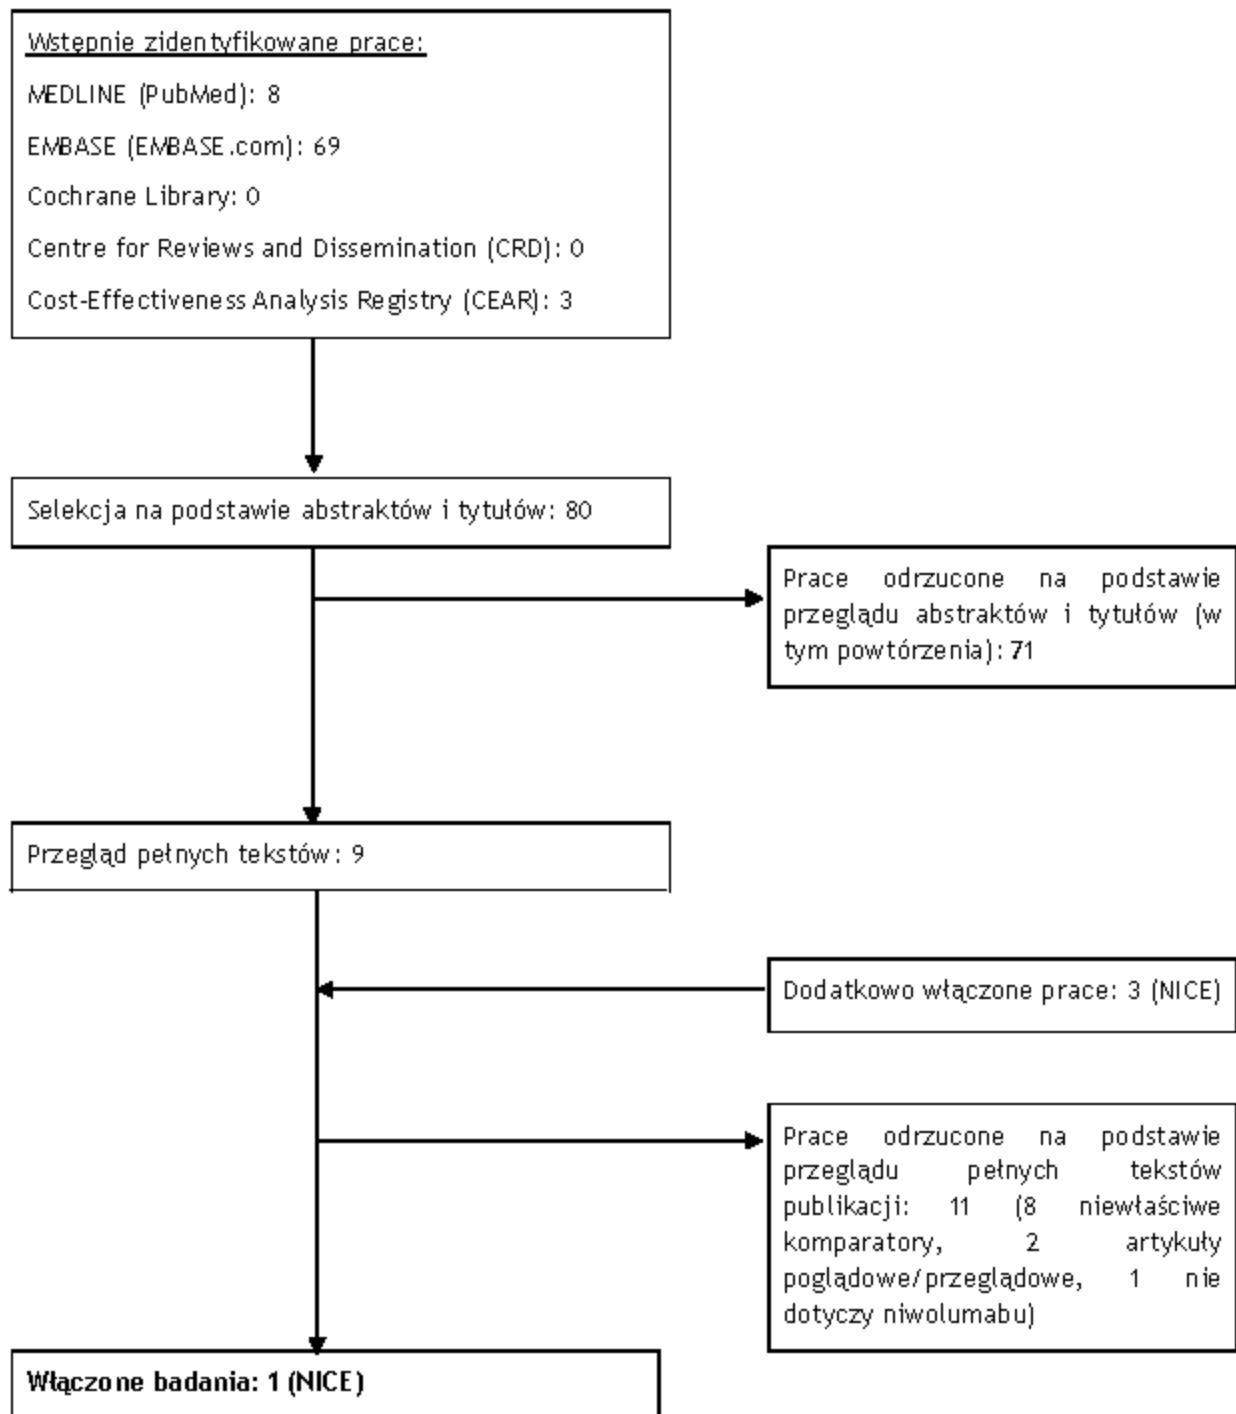 Wstępnie zidentyfikowane prace:
MEDLINE (PubMed): 8
EMBASE (EMBASE.com): 69
Cochrane Library: 0
Centre for Reviews and Dissemination (CRD): 0
Cost-Effectiveness Analysis Registry (CEAR): 3
Selekcja na podstawie abstraktów i tytułów: 80
Prace odrzucone na podstawie
przeglądu abstraktów i tytułów (w
tym powtórzenia): 71
Przegląd pełnych tekstów: 9
Dodatkowo włączone prace: 3 (NICE)
Prace odrzucone na podstawie
przeglądu pełnych tekstów
publikacji: 11 (8 niewłaściwe
komparatory, 2 artykuły
poglądowe/przeglądowe, 1 nie
dotyczy niwolumabu)
Włączone badania: 1 (NICE)